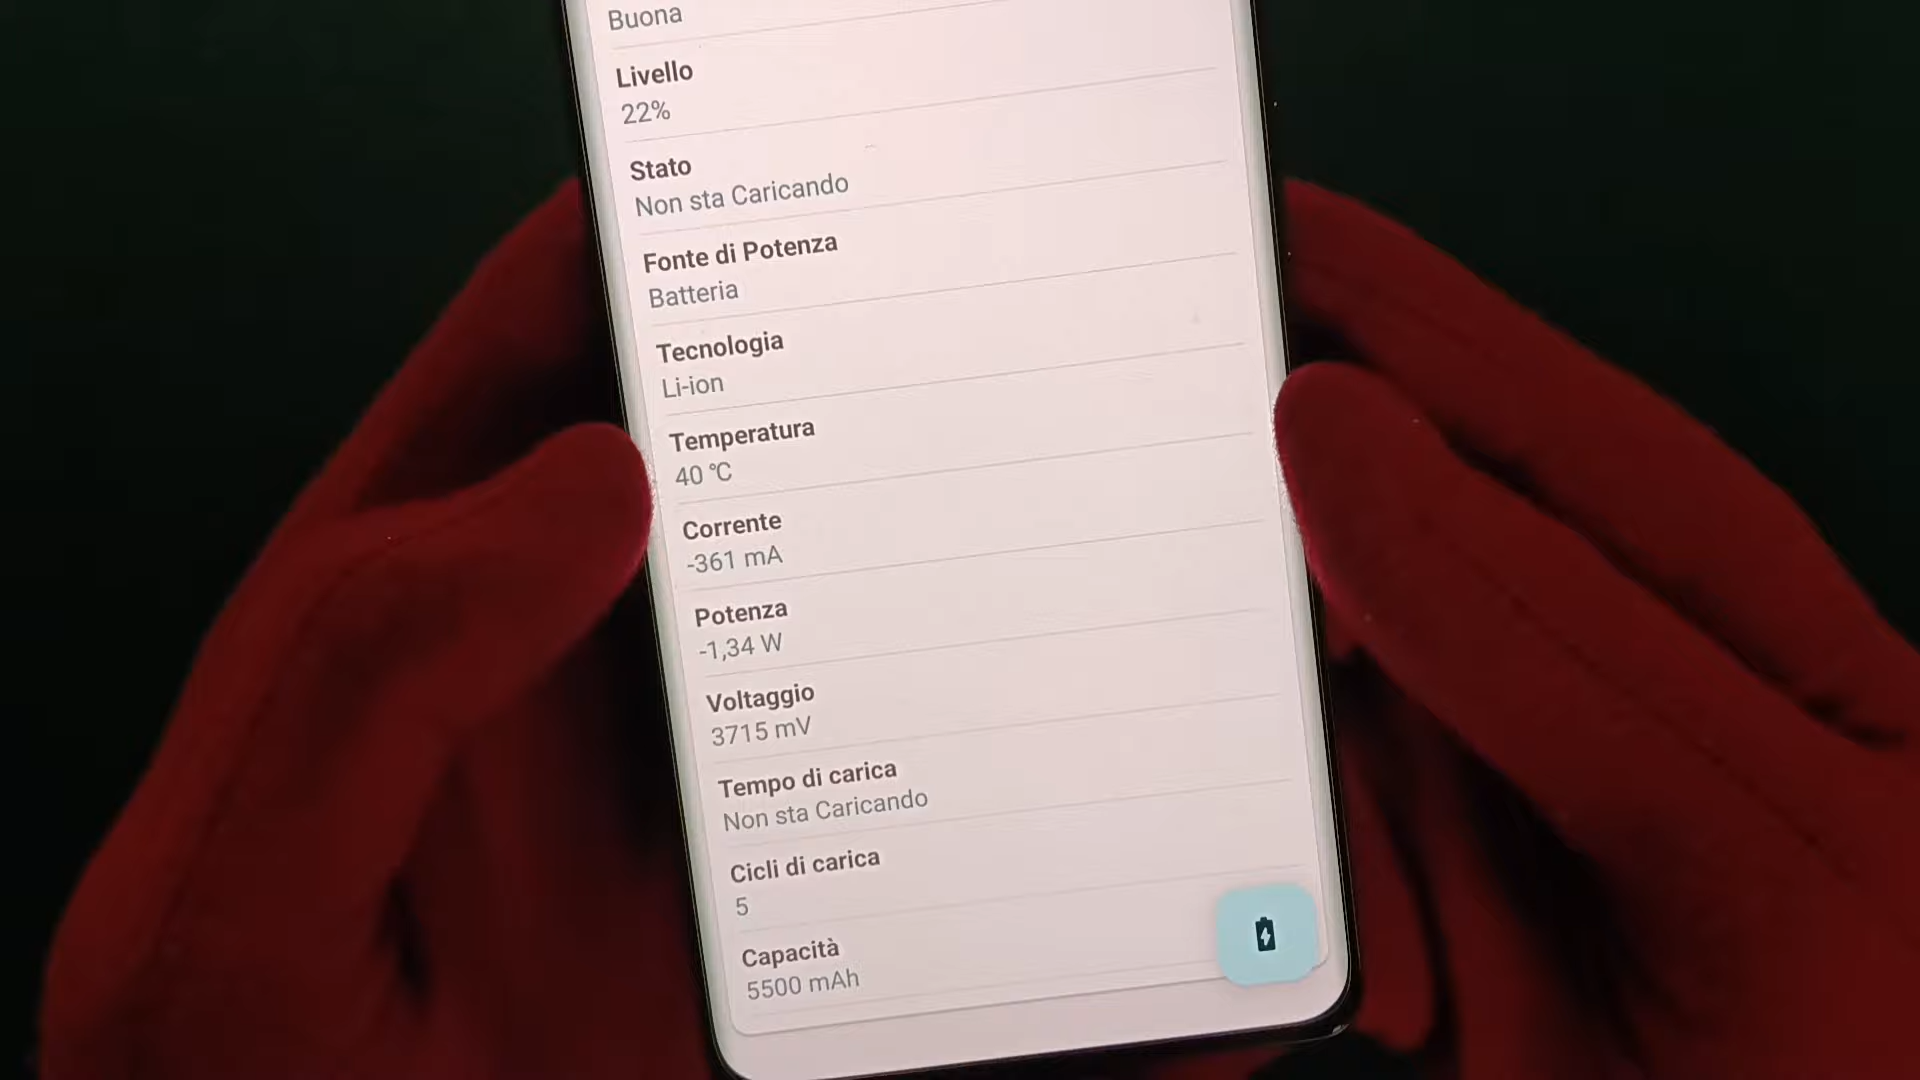 Buona
Livello
22%
Stato
Non sta Caricando
Fonte di Potenza
Batteria
Tecnologia
Li-ion
Temperatura
40 °C
Corrente
-361 mA
Potenza
-1,34 W
Voltaggio
3715 mV
Tempo di carica
Non sta Caricando
Cicli di carica
5
Capacità
5500 mAh